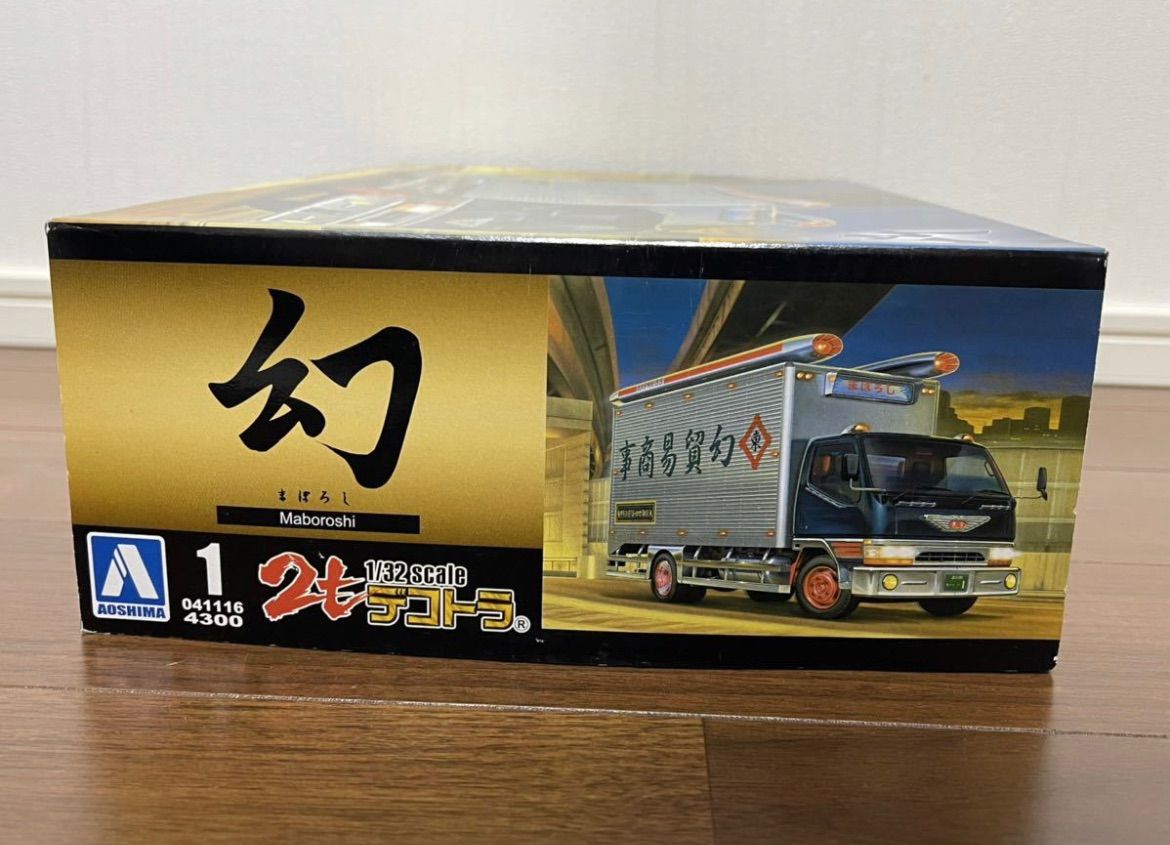 幻
まぼろし
Maboroshi
AOSHIMA
1
041116
4300
2t 1/32 scale
デコトラ®
まぼろし
事商易貿幻
東